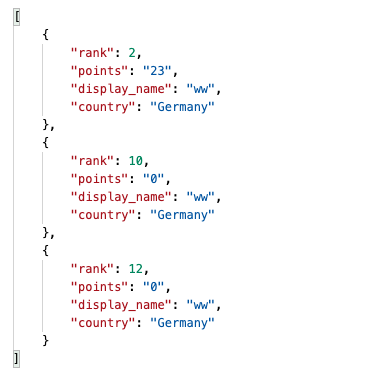 [
    {
        "rank": 2,
        "points": "23",
        "display_name": "ww",
        "country": "Germany"
    },
    {
        "rank": 10,
        "points": "0",
        "display_name": "ww",
        "country": "Germany"
    },
    {
        "rank": 12,
        "points": "0",
        "display_name": "ww",
        "country": "Germany"
    }
]